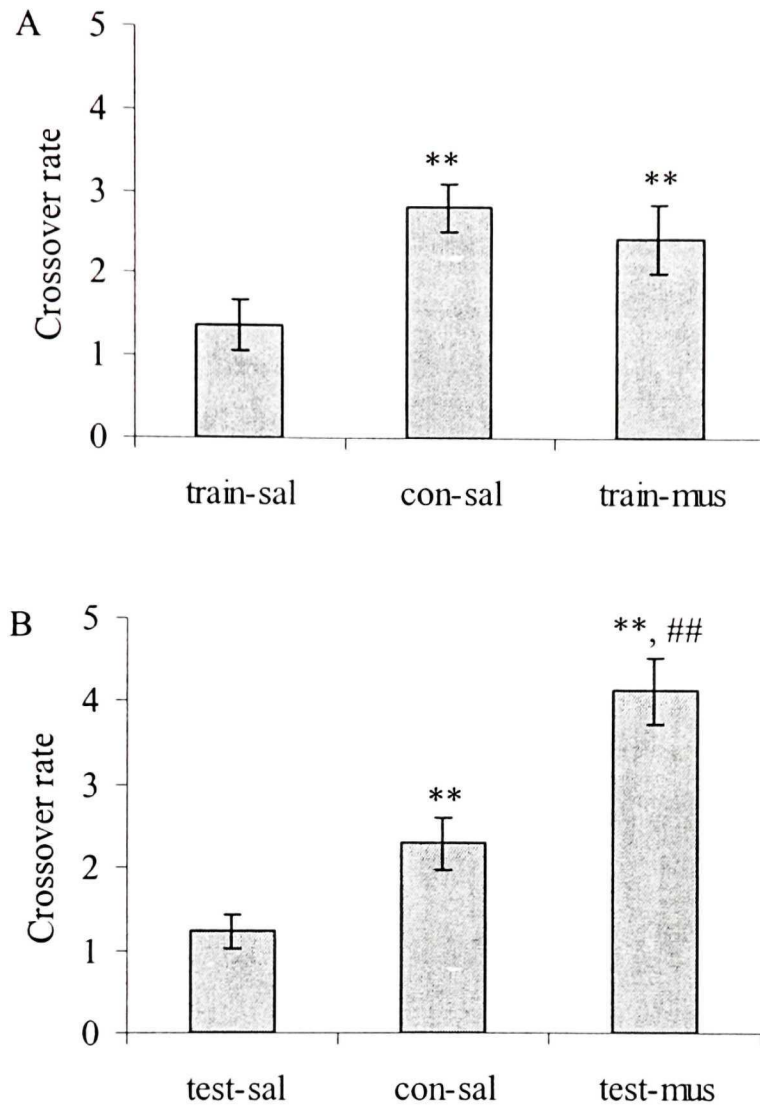 A
5
4
3
2
1
0
Crossover rate
**
**
train-sal con-sal train-mus
B
5
4
3
2
1
0
Crossover rate
**
**, ##
test-sal con-sal test-mus